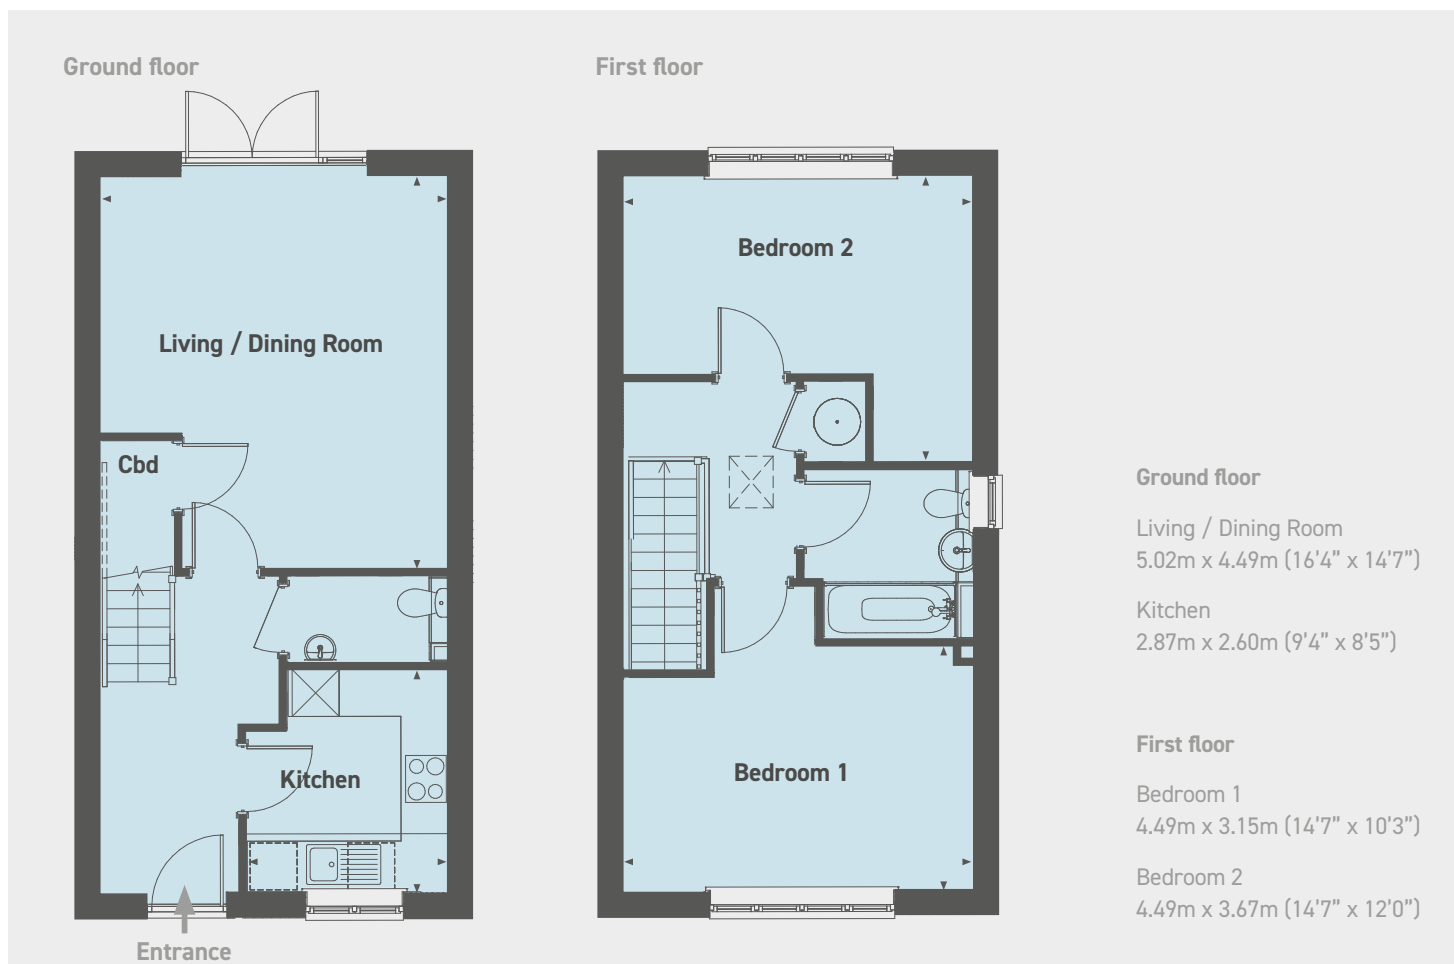 Ground floor
First floor
Living / Dining Room
Cbd
Kitchen
Entrance
Bedroom 2
Bedroom 1
Ground floor
Living / Dining Room
5.02m x 4.49m (16’4” x 14’7”)
Kitchen
2.87m x 2.60m (9’4” x 8’5”)
First floor
Bedroom 1
4.49m x 3.15m (14’7” x 10’3”)
Bedroom 2
4.49m x 3.67m (14’7” x 12’0”)